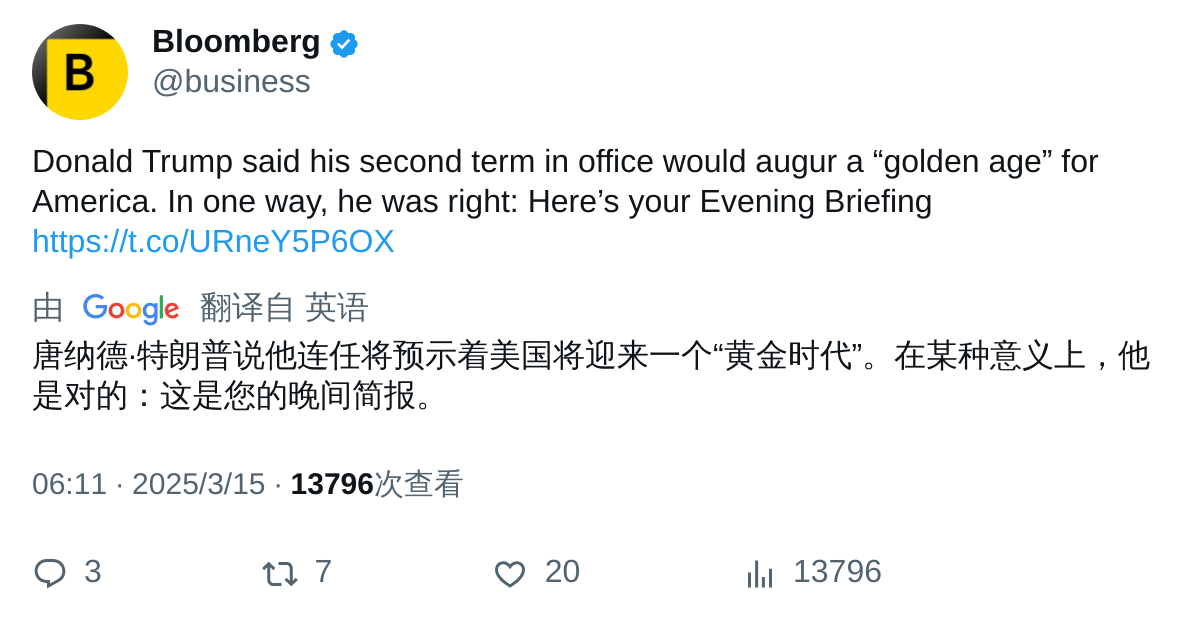 B
Bloomberg
@business
Donald Trump said his second term in office would augur a “golden age” for
America. In one way, he was right: Here’s your Evening Briefing
https://t.co/URneY5P6OX
由 Google 翻译自 英语
唐纳德·特朗普说他连任将预示着美国将迎来一个“黄金时代”。在某种意义上，他
是对的：这是您的晚间简报。
06:11 · 2025/3/15 · 13796次查看
3 7 20 13796